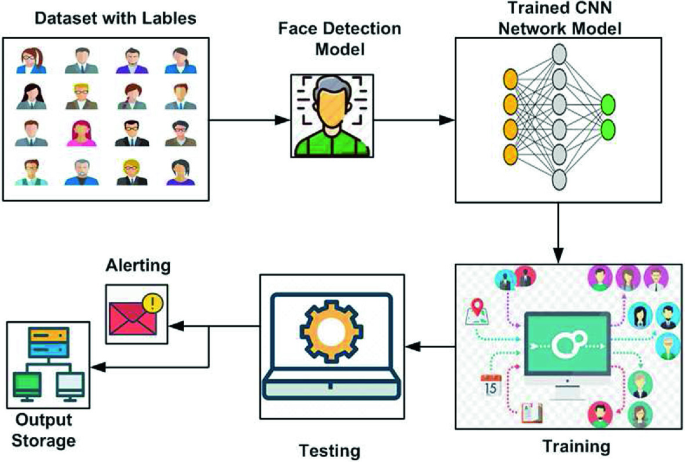 Dataset with Lables
Face Detection
Model
Trained CNN
Network Model
Alerting
15
Output
Storage
Testing
Training